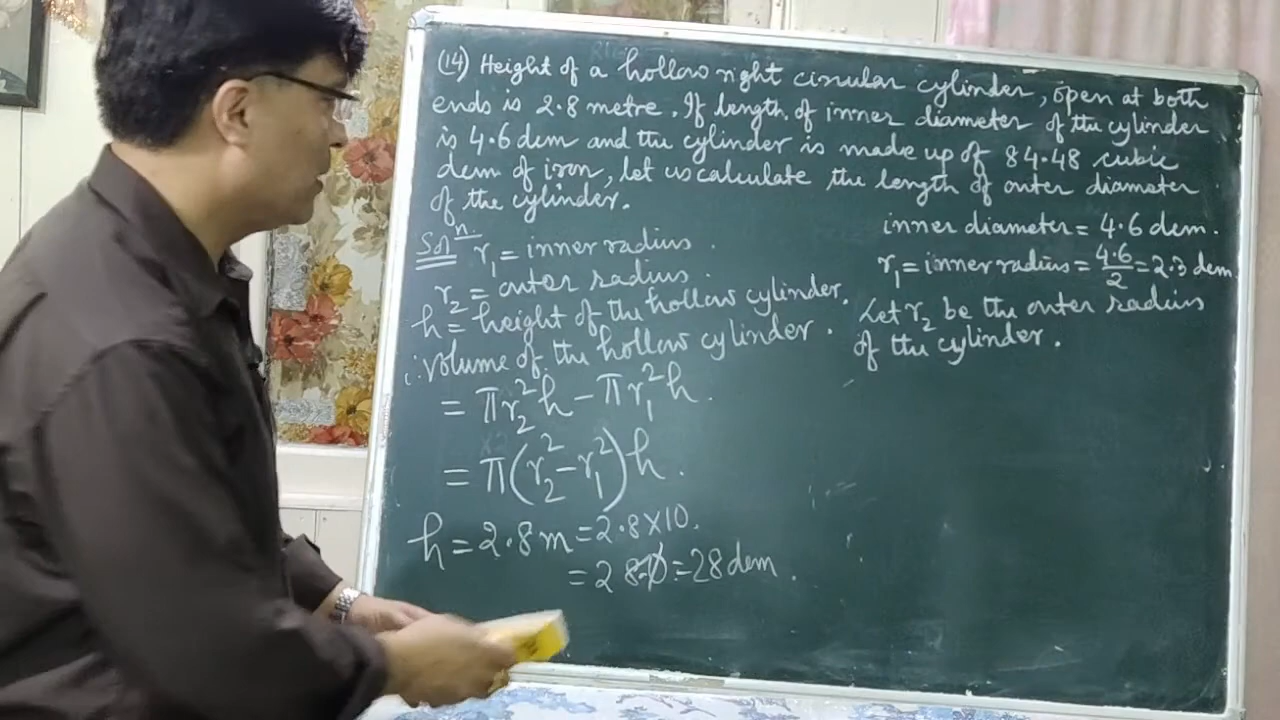 (14) Height of a hollow right circular cylinder, open at both
ends is 2.8 metre. If length of inner diameter of the cylinder
is 4.6 dcm and the cylinder is made up of 84.48 cubic
dcm of iron, let us calculate the length of outer diameter
of the cylinder.
Solⁿ. r₁ = inner radius.
r₂ = outer radius.
h = height of the hollow cylinder.
∴ Volume of the hollow cylinder.
= πr₂²h − πr₁²h.
= π(r₂² − r₁²)h.
h = 2.8 m = 2.8 × 10.
= 28 dcm.
inner diameter = 4.6 dcm.
r₁ = inner radius = 4.6/2 = 2.3 dcm.
Let r₂ be the outer radius
of the cylinder.